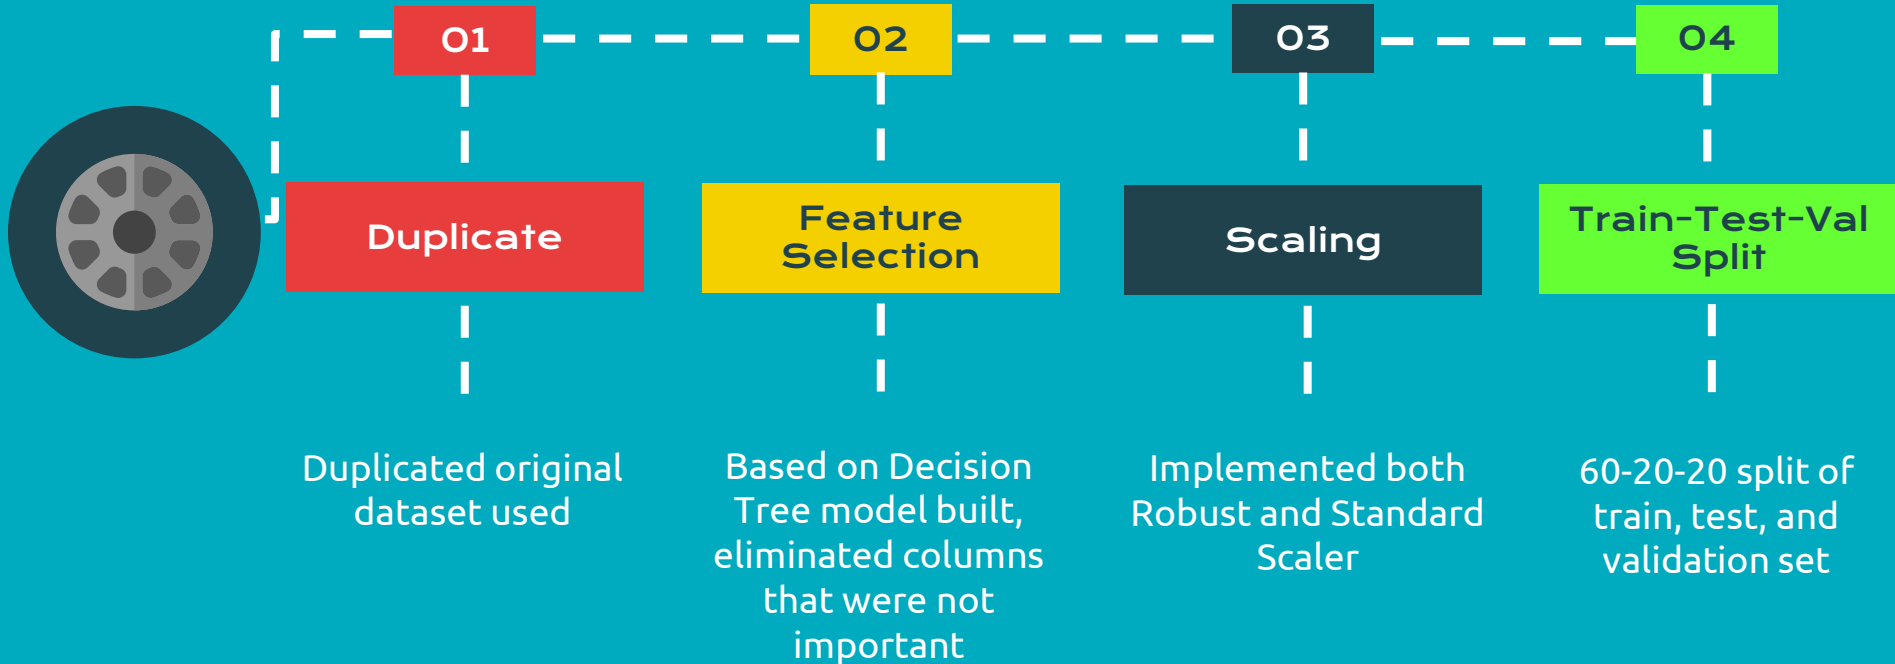 01
02
03
04
Duplicate
Feature
Selection
Scaling
Train-Test-Val
Split
Duplicated original
dataset used
Based on Decision
Tree model built,
eliminated columns
that were not
important
Implemented both
Robust and Standard
Scaler
60-20-20 split of
train, test, and
validation set